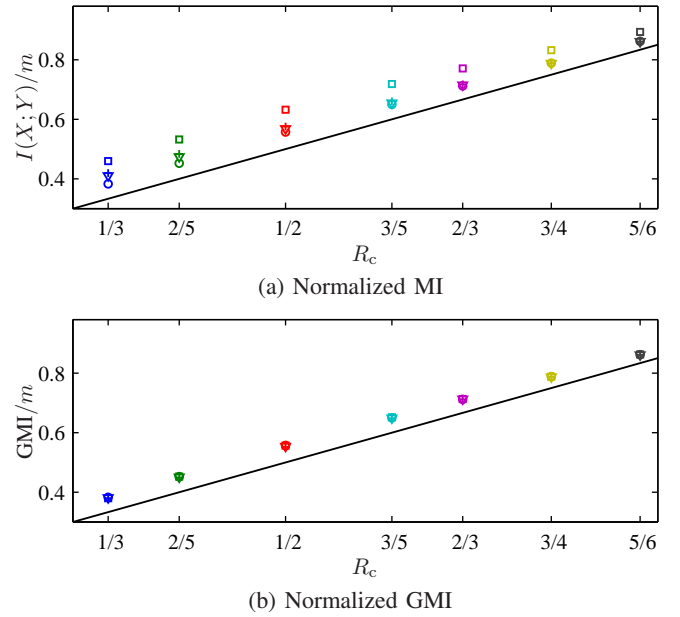 0.8
0.6
0.4
I(X;Y)/m
1/3 2/5 1/2 3/5 2/3 3/4 5/6
R_c
(a) Normalized MI
0.8
0.6
0.4
GMI/m
1/3 2/5 1/2 3/5 2/3 3/4 5/6
R_c
(b) Normalized GMI